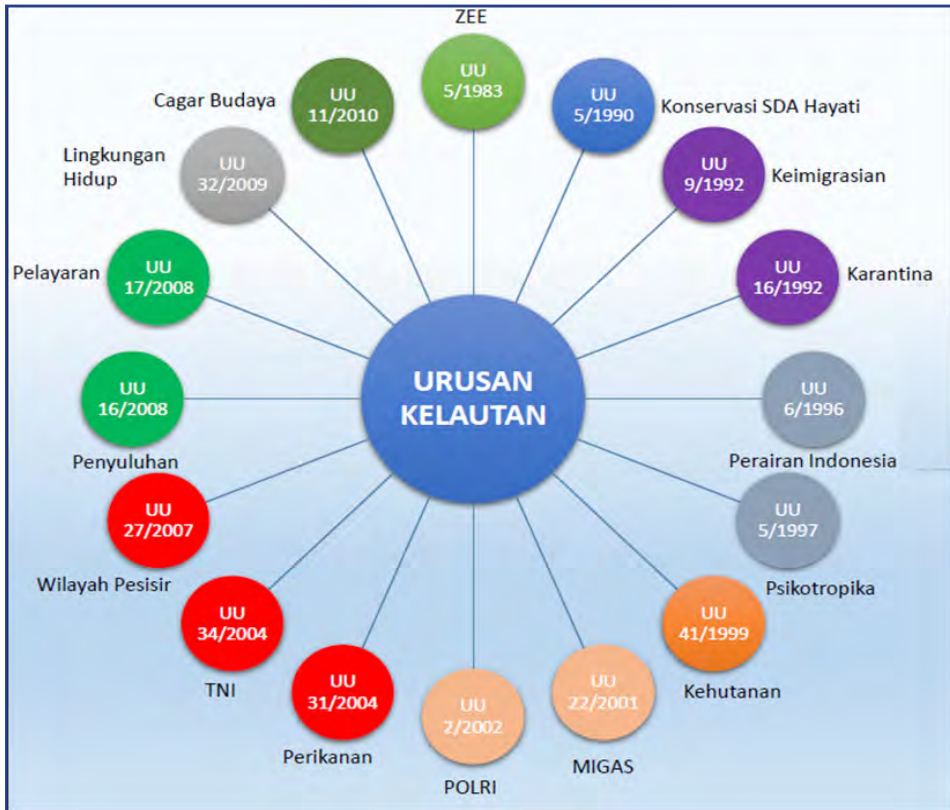 ZEE
UU
5/1983
UU
5/1990
Konservasi SDA Hayati
UU
9/1992
Keimigrasian
UU
16/1992
Karantina
UU
6/1996
Perairan Indonesia
UU
5/1997
Psikotropika
UU
41/1999
Kehutanan
UU
22/2001
MIGAS
UU
2/2002
POLRI
UU
31/2004
Perikanan
UU
34/2004
TNI
UU
27/2007
Wilayah Pesisir
UU
16/2008
Penyuluhan
UU
17/2008
Pelayaran
UU
32/2009
Lingkungan
Hidup
UU
11/2010
Cagar Budaya
URUSAN
KELAUTAN